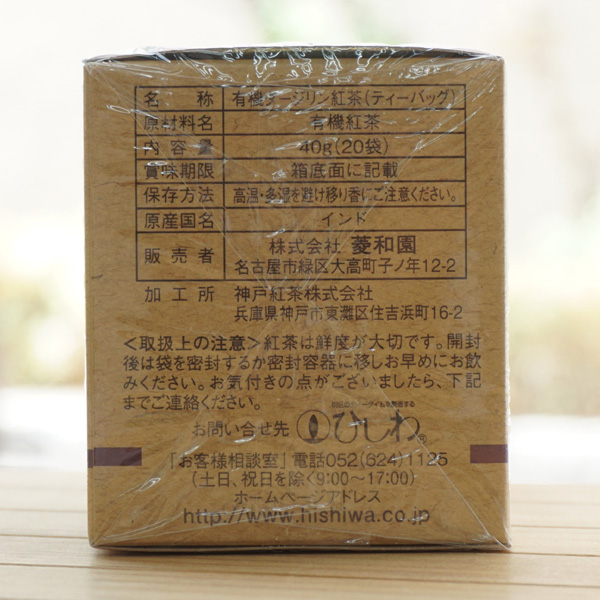 名称 有機ダージリン紅茶(ティーバッグ)
原材料名 有機紅茶
内容量 40g(20袋)
賞味期限 箱底面に記載
保存方法 高温・多湿を避け移り香にご注意ください。
原産国名 インド
販売者 株式会社 菱和園
名古屋市緑区大高町子ノ年12-2
加工所 神戸紅茶株式会社
兵庫県神戸市東灘区住吉浜町16-2
<取扱上の注意>紅茶は鮮度が大切です。開封
後は袋を密封するか密封容器に移しお早めにお飲
みください。お気付きの点がございましたら、下記
までご連絡ください。
お問い合せ先 ひしわ®
「お客様相談室」電話052(624)1125
(土日、祝日を除く9:00〜17:00)
ホームページアドレス
http://www.hishiwa.co.jp